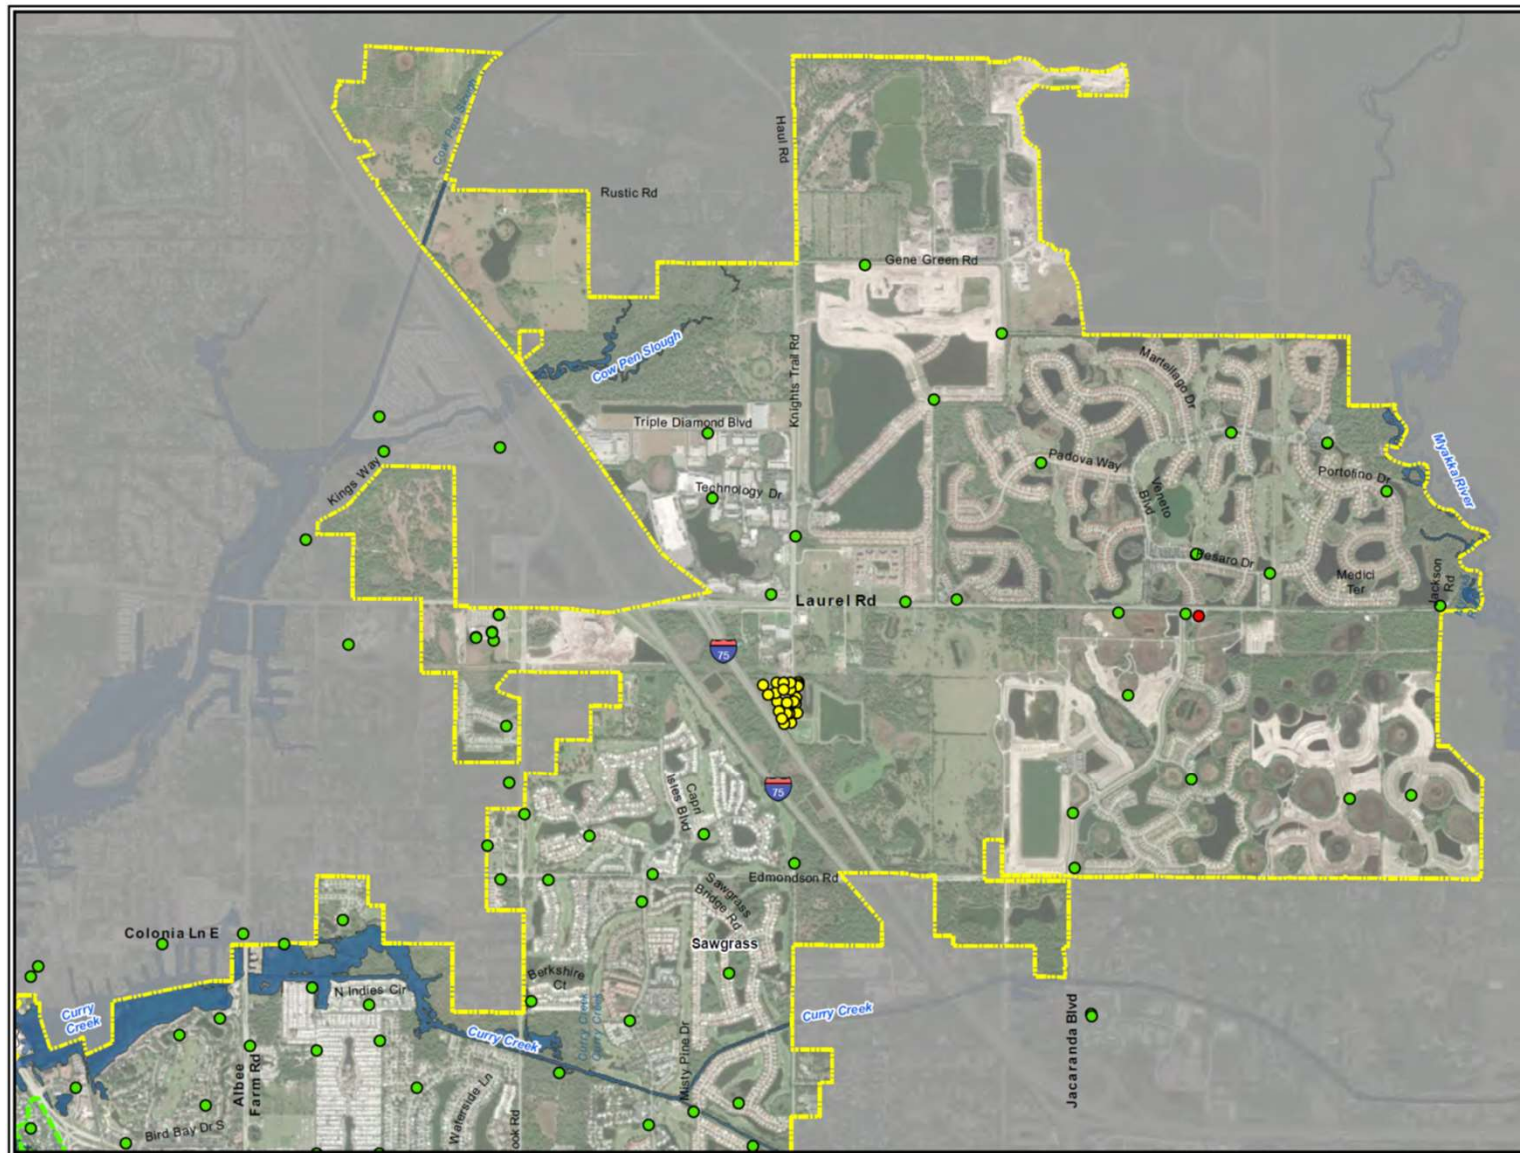 Cow Pen Slough
Haul Rd
Rustic Rd
Gene Green Rd
Cow Pen Slough
Knights Trail Rd
Martellago Dr
Triple Diamond Blvd
Padova Way
Myakka River
Kings Way
Technology Dr
Veneto
Blvd
Portofino Dr
Pesaro Dr
Medici
Ter
Jackson
Rd
Laurel Rd
75
75
Capri
Isles Blvd
Edmondson Rd
Sawgrass
Bridge Rd
Colonia Ln E
Sawgrass
Berkshire
Ct
N Indies Cir
Curry
Creek
Curry Creek
Curry Creek
Curry Creek
Curry Creek
Misty Pine Dr
Jacaranda Blvd
Albee
Farm Rd
Waterside Ln
ook Rd
Bird Bay Dr S